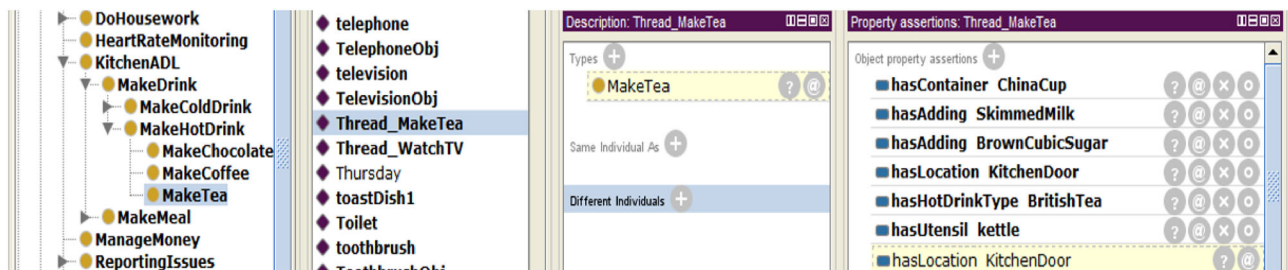 DoHousework
HeartRateMonitoring
KitchenADL
MakeDrink
MakeColdDrink
MakeHotDrink
MakeChocolate
MakeCoffee
MakeTea
MakeMeal
ManageMoney
ReportingIssues
telephone
TelephoneObj
television
TelevisionObj
Thread_MakeTea
Thread_WatchTV
Thursday
toastDish1
Toilet
toothbrush
ToothbrushObj
Description: Thread_MakeTea
Types
MakeTea
Same Individual As
Different Individuals
Property assertions: Thread_MakeTea
Object property assertions
hasContainer ChinaCup
hasAdding SkimmedMilk
hasAdding BrownCubicSugar
hasLocation KitchenDoor
hasHotDrinkType BritishTea
hasUtensil kettle
hasLocation KitchenDoor